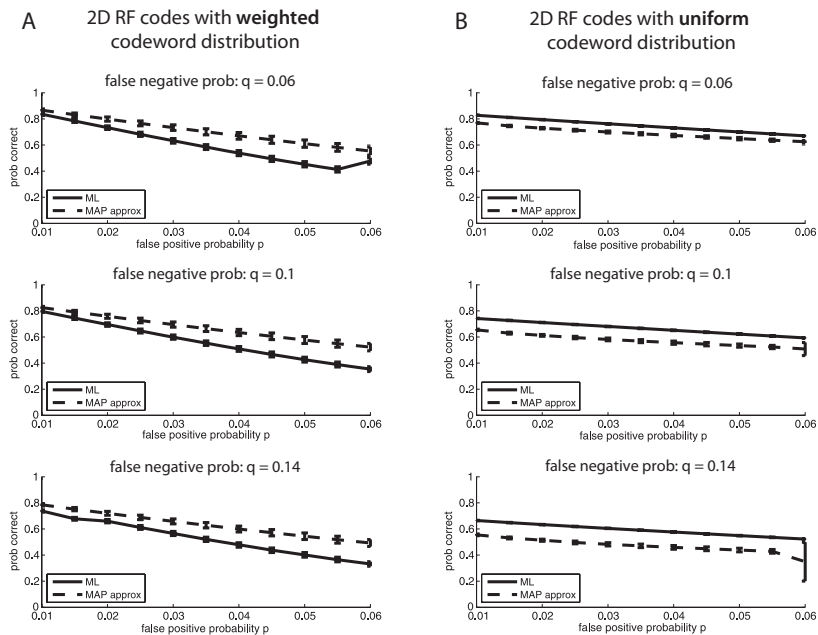 A
2D RF codes with weighted
codeword distribution
false negative prob: q = 0.06
prob correct
1
0.8
0.6
0.4
0.2
0
ML
MAP approx
0.01 0.02 0.03 0.04 0.05 0.06
false positive probability p
false negative prob: q = 0.1
prob correct
1
0.8
0.6
0.4
0.2
0
ML
MAP approx
0.01 0.02 0.03 0.04 0.05 0.06
false positive probability p
false negative prob: q = 0.14
prob correct
1
0.8
0.6
0.4
0.2
0
ML
MAP approx
0.01 0.02 0.03 0.04 0.05 0.06
false positive probability p
B
2D RF codes with uniform
codeword distribution
false negative prob: q = 0.06
prob correct
1
0.8
0.6
0.4
0.2
0
ML
MAP approx
0.01 0.02 0.03 0.04 0.05 0.06
false positive probability p
false negative prob: q = 0.1
prob correct
1
0.8
0.6
0.4
0.2
0
ML
MAP approx
0.01 0.02 0.03 0.04 0.05 0.06
false positive probability p
false negative prob: q = 0.14
prob correct
1
0.8
0.6
0.4
0.2
0
ML
MAP approx
0.01 0.02 0.03 0.04 0.05 0.06
false positive probability p